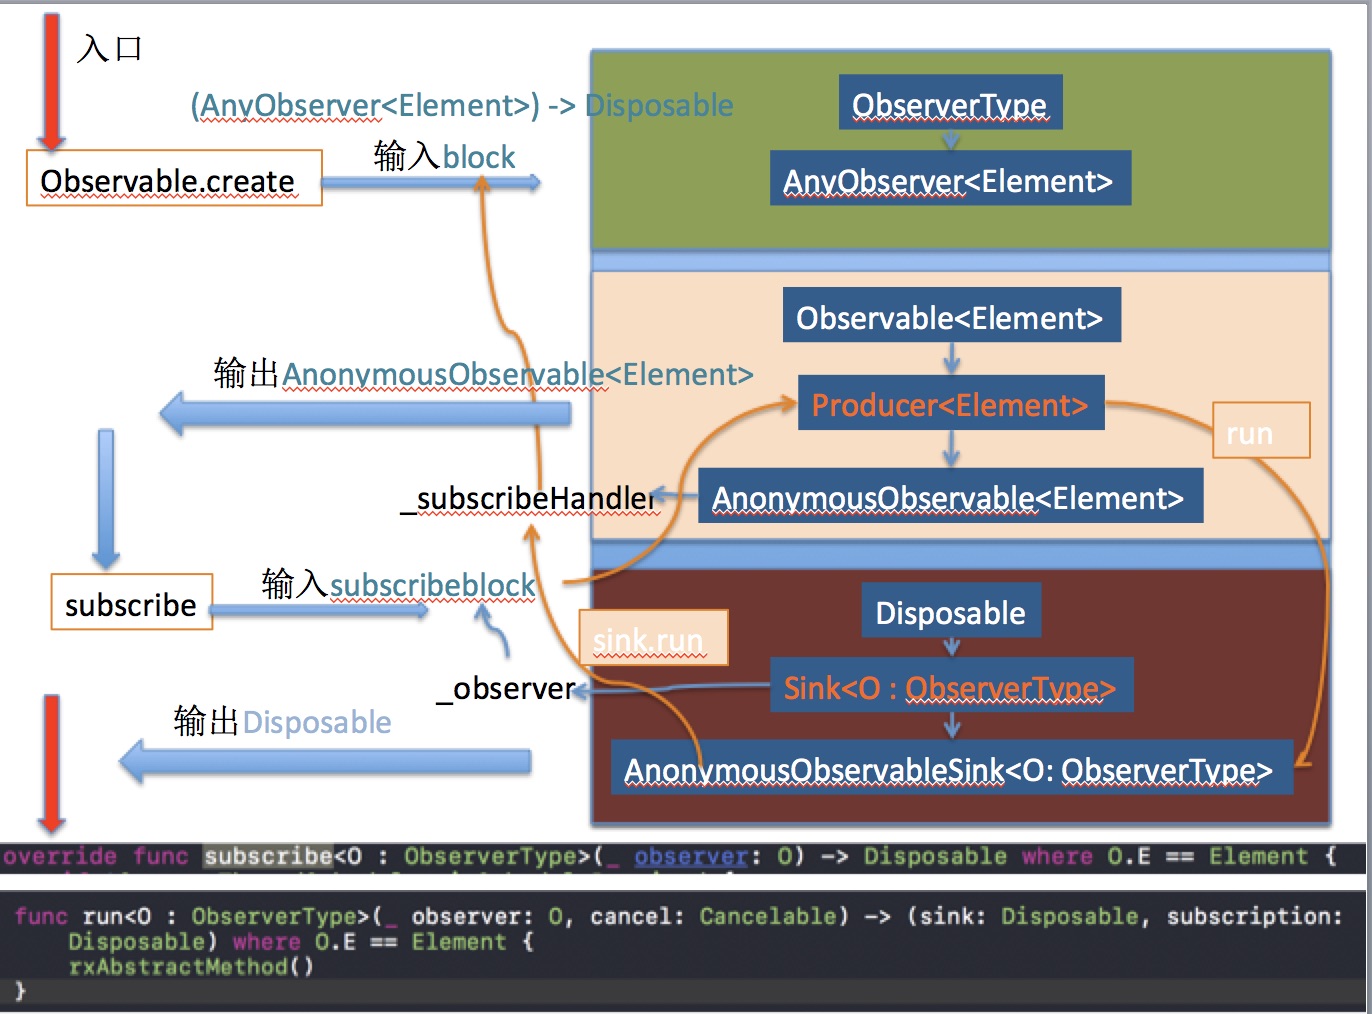 入口
(AnyObserver<Element>) -> Disposable
输入block
Observable.create
ObserverType
AnyObserver<Element>
Observable<Element>
输出AnonymousObservable<Element>
Producer<Element>
run
_subscribeHandler
AnonymousObservable<Element>
输入subscribeblock
subscribe
Disposable
sink.run
_observer
Sink<O : ObserverType>
输出Disposable
AnonymousObservableSink<O: ObserverType>
override func subscribe<O : ObserverType>(_ observer: O) -> Disposable where O.E == Element {
func run<O : ObserverType>(_ observer: O, cancel: Cancelable) -> (sink: Disposable, subscription:
Disposable) where O.E == Element {
rxAbstractMethod()
}